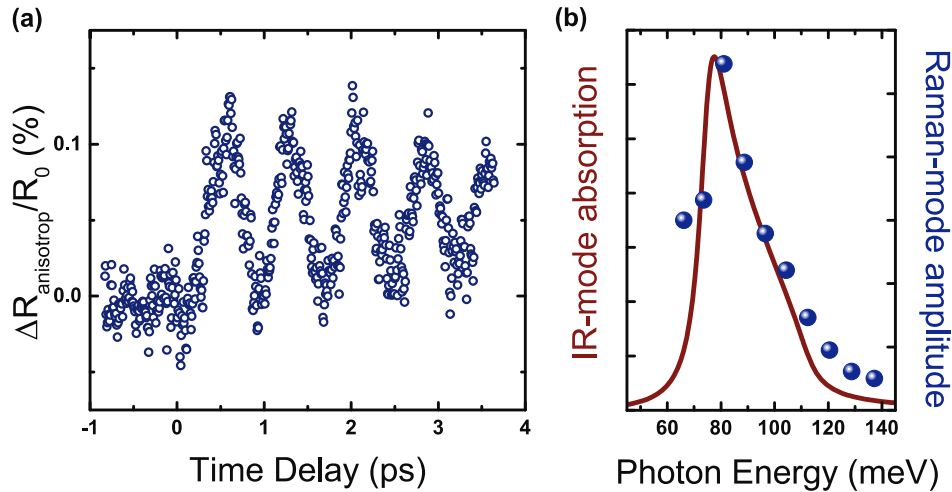 (a)
ΔR_anisotrop/R_0 (%)
0.1
0.0
-1
0
1
2
3
4
Time Delay (ps)
(b)
IR-mode absorption
Raman-mode amplitude
60
80
100
120
140
Photon Energy (meV)